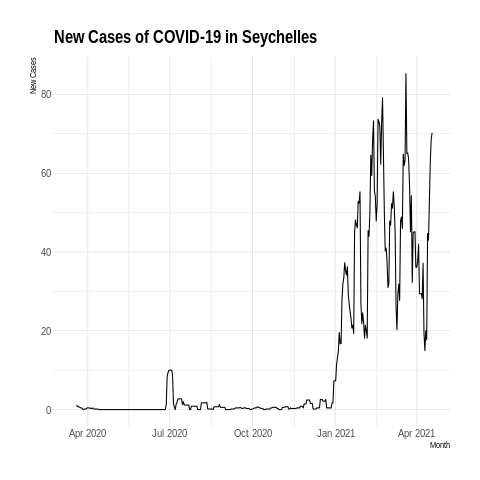 New Cases of COVID-19 in Seychelles
New Cases
80
60
40
20
0
Apr 2020 Jul 2020 Oct 2020 Jan 2021 Apr 2021
Month